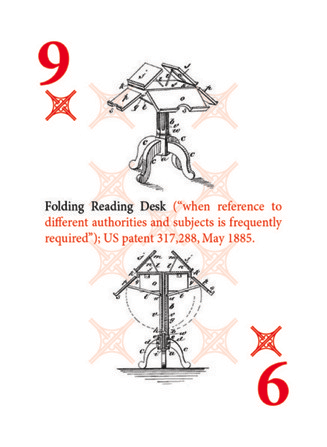 9
Folding Reading Desk (“when reference to
different authorities and subjects is frequently
required”); US patent 317,288, May 1885.
9